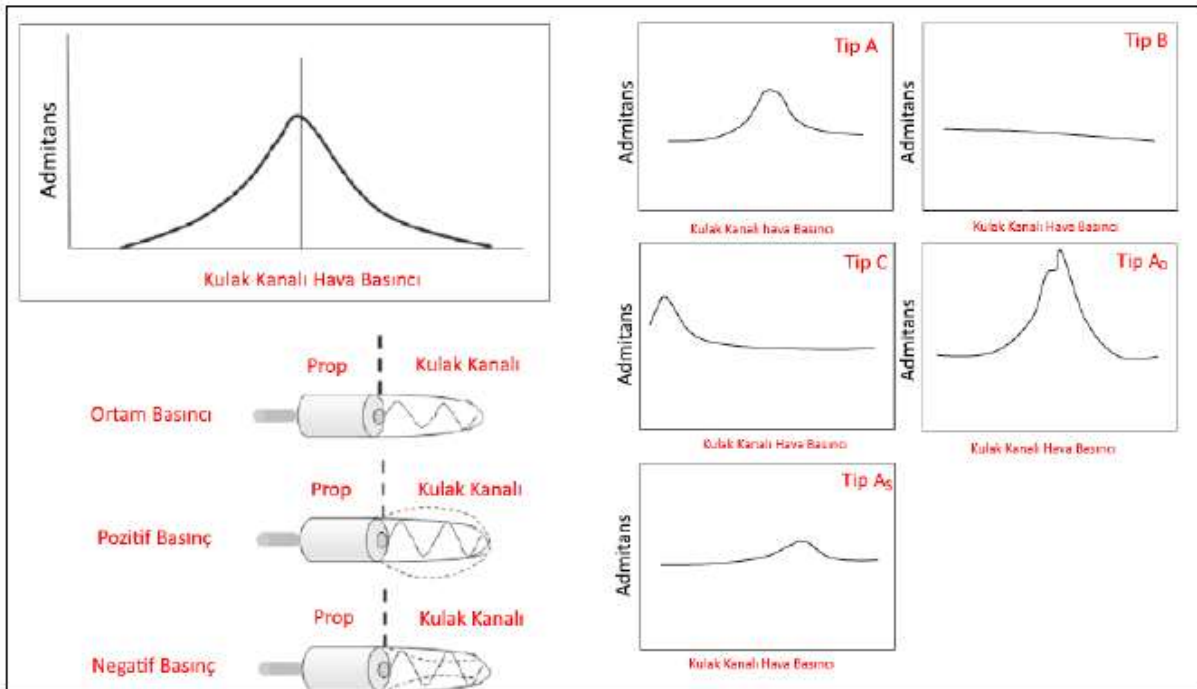 Admitans
Kulak Kanalı Hava Basıncı
Prop
Kulak Kanalı
Ortam Basıncı
Prop
Kulak Kanalı
Pozitif Basınç
Prop
Kulak Kanalı
Negatif Basınç
Tip A
Admitans
Kulak Kanalı hava Basıncı
Tip B
Admitans
Kulak Kanalı Hava Basıncı
Tip C
Admitans
Kulak Kanalı Hava Basıncı
Tip AD
Admitans
Kulak Kanalı Hava Basıncı
Tip AS
Admitans
Kulak Kanalı Hava Basıncı